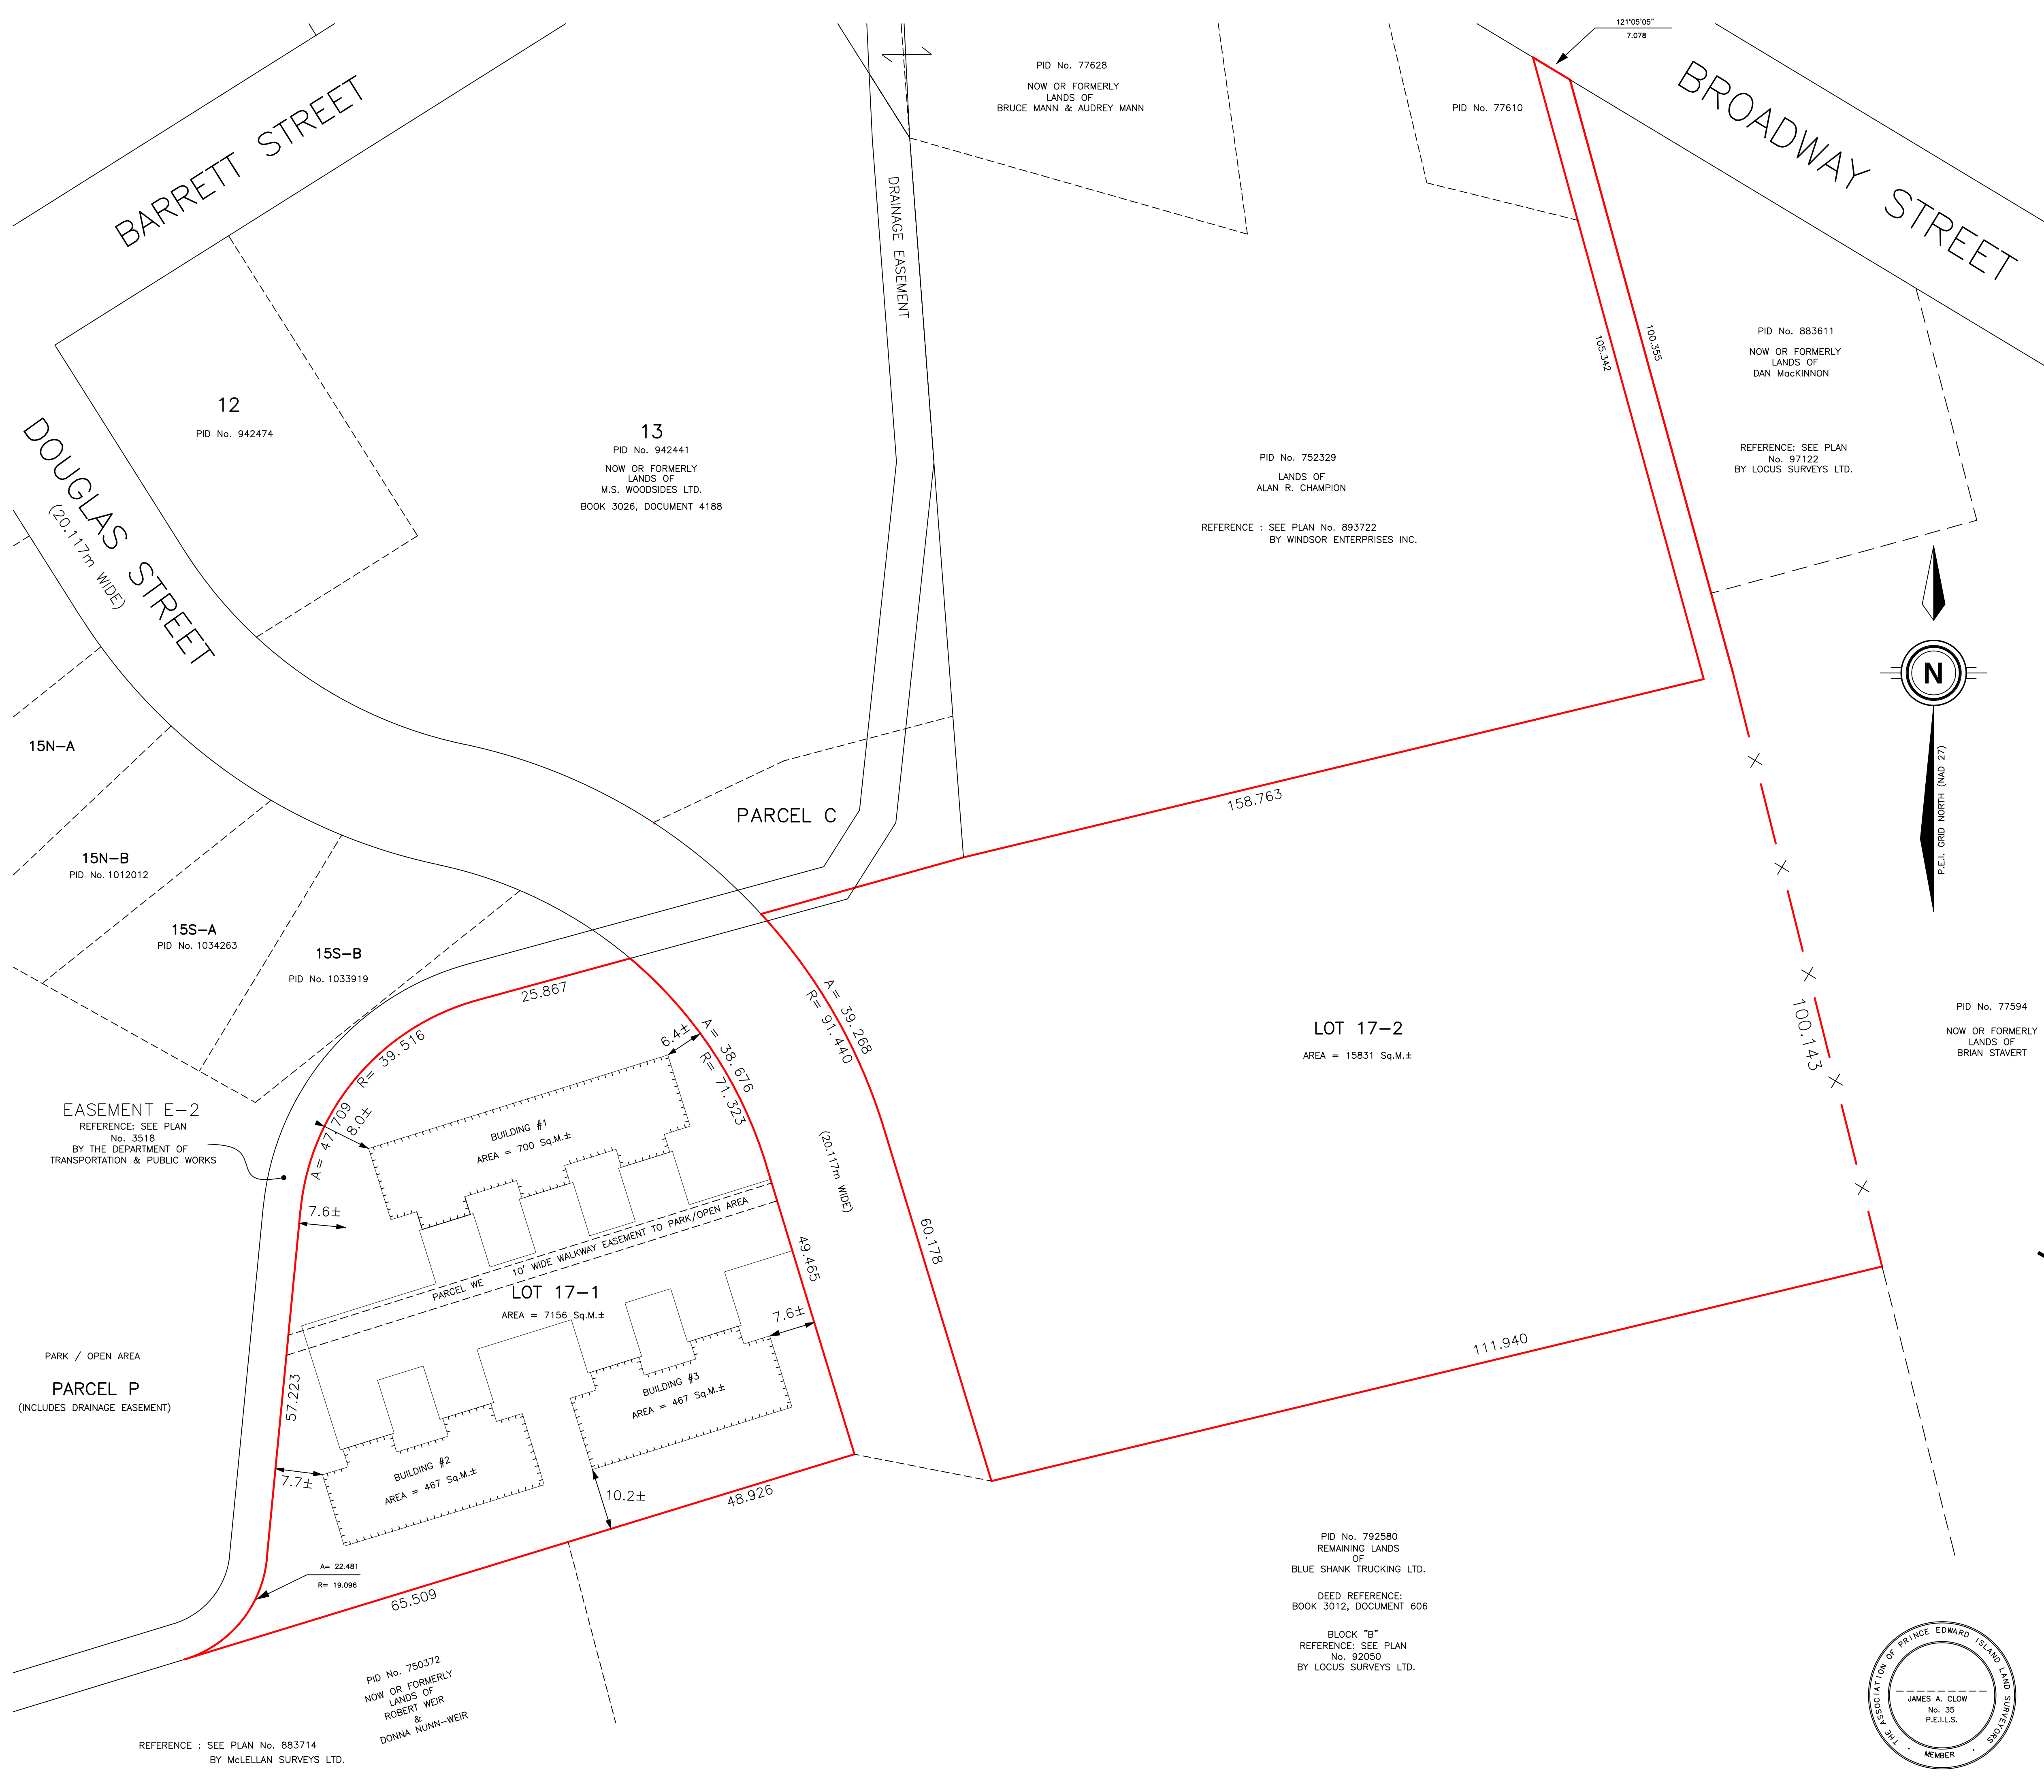 121°05'05"
7.078
BARRETT STREET
BROADWAY STREET
PID No. 77628
NOW OR FORMERLY
LANDS OF
BRUCE MANN & AUDREY MANN
PID No. 77610
DRAINAGE EASEMENT
105.342
100.355
PID No. 883611
NOW OR FORMERLY
LANDS OF
DAN MacKINNON
REFERENCE: SEE PLAN
No. 97122
BY LOCUS SURVEYS LTD.
12
PID No. 942474
13
PID No. 942441
NOW OR FORMERLY
LANDS OF
M.S. WOODSIDES LTD.
BOOK 3026, DOCUMENT 4188
PID No. 752329
LANDS OF
ALAN R. CHAMPION
REFERENCE : SEE PLAN No. 893722
BY WINDSOR ENTERPRISES INC.
DOUGLAS STREET
(20.117m WIDE)
N
P.E.I. GRID NORTH (NAD 27)
15N-A
15N-B
PID No. 1012012
15S-A
PID No. 1034263
15S-B
PID No. 1033919
PARCEL C
158.763
25.867
A= 39.268
R= 91.440
A= 38.676
R= 71.323
A= 47.709 R= 39.516
6.4±
8.0±
LOT 17-2
AREA = 15831 Sq.M.±
100.143
PID No. 77594
NOW OR FORMERLY
LANDS OF
BRIAN STAVERT
EASEMENT E-2
REFERENCE: SEE PLAN
No. 3518
BY THE DEPARTMENT OF
TRANSPORTATION & PUBLIC WORKS
BUILDING #1
AREA = 700 Sq.M.±
(20.117m WIDE)
7.6±
PARCEL WE 10' WIDE WALKWAY EASEMENT TO PARK/OPEN AREA
49.465
60.178
LOT 17-1
AREA = 7156 Sq.M.±
7.6±
PARK / OPEN AREA
PARCEL P
(INCLUDES DRAINAGE EASEMENT)
57.223
BUILDING #3
AREA = 467 Sq.M.±
111.940
BUILDING #2
AREA = 467 Sq.M.±
7.7±
10.2±
48.926
A= 22.481
R= 19.096
65.509
PID No. 792580
REMAINING LANDS
OF
BLUE SHANK TRUCKING LTD.
DEED REFERENCE:
BOOK 3012, DOCUMENT 606
BLOCK "B"
REFERENCE: SEE PLAN
No. 92050
BY LOCUS SURVEYS LTD.
PID No. 750372
NOW OR FORMERLY
LANDS OF
ROBERT WEIR
&
DONNA NUNN-WEIR
REFERENCE : SEE PLAN No. 883714
BY McLELLAN SURVEYS LTD.
THE ASSOCIATION OF PRINCE EDWARD ISLAND LAND SURVEYORS
JAMES A. CLOW
No. 35
P.E.I.L.S.
MEMBER